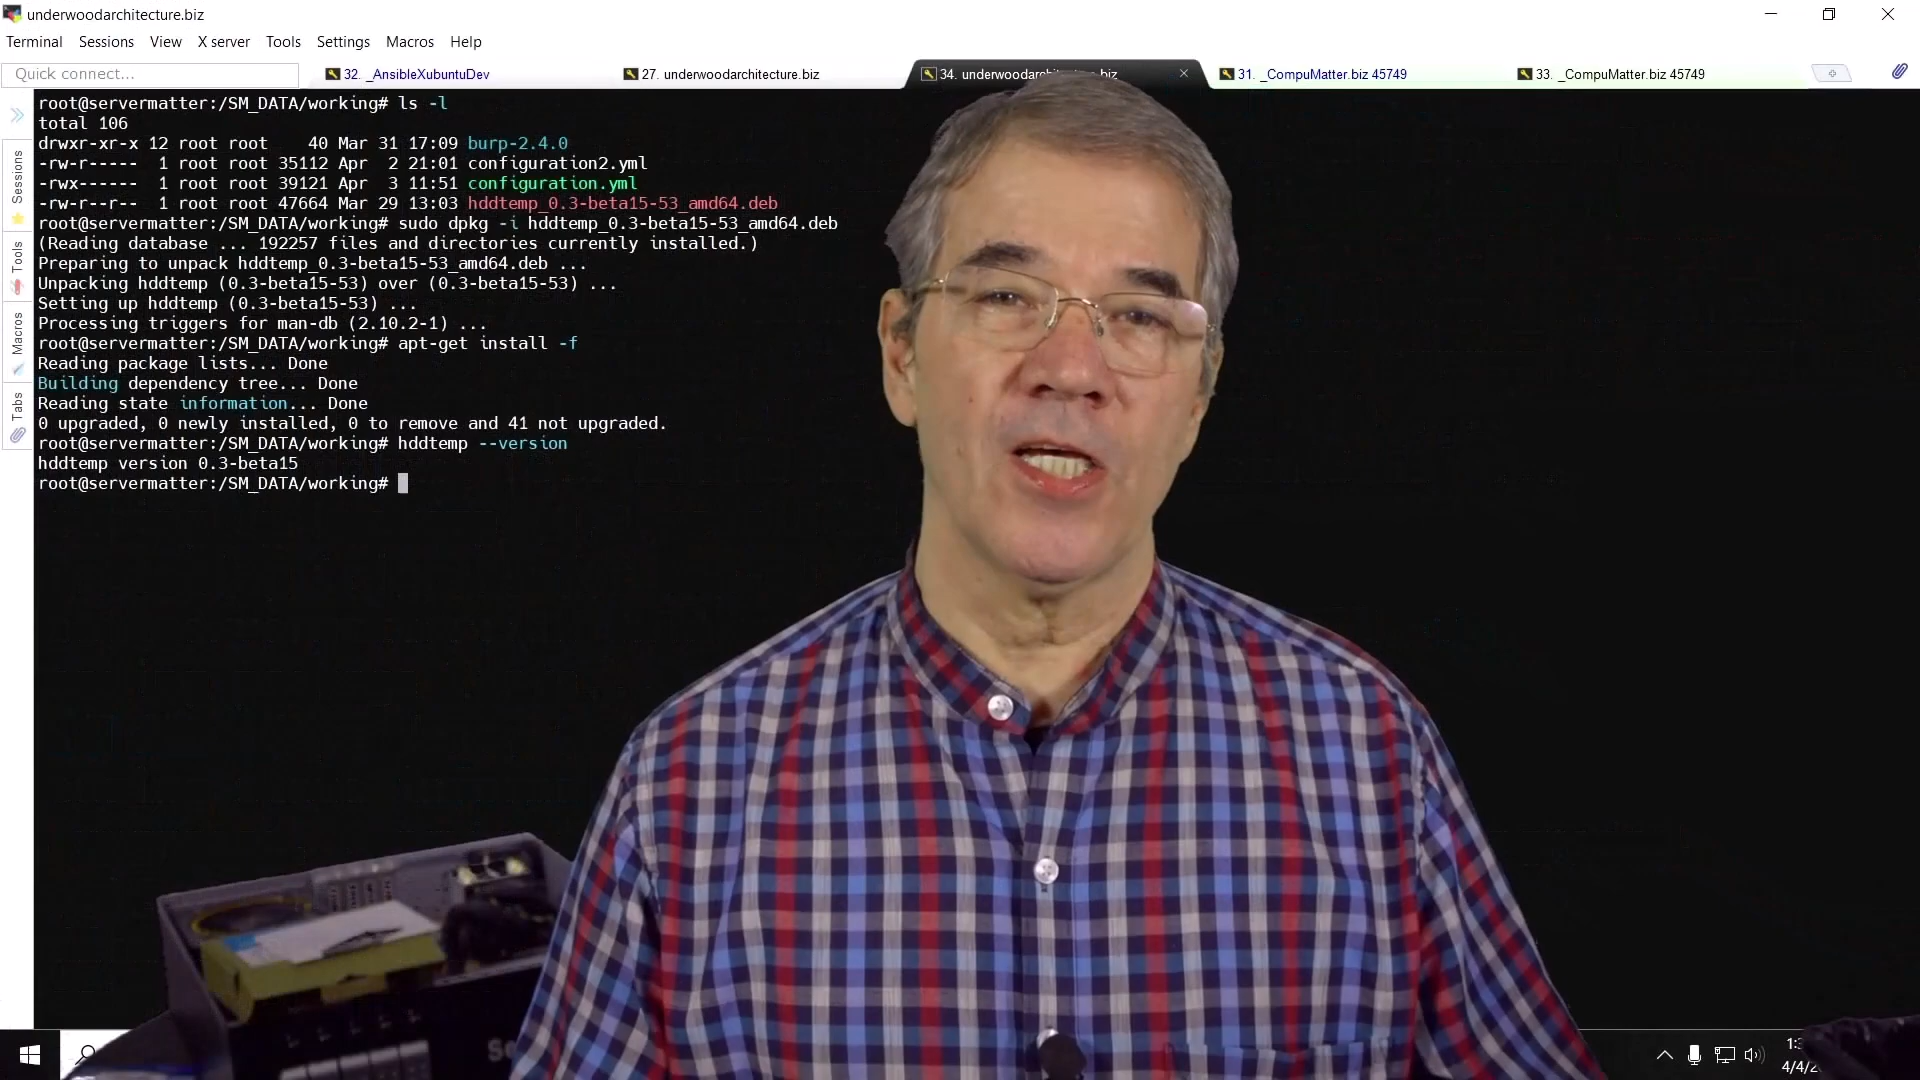 underwoodarchitecture.biz
Terminal Sessions View X server Tools Settings Macros Help
Quick connect...
32. _AnsibleXubuntuDev
27. underwoodarchitecture.biz
34. underwoodarchitecture.biz
31. _CompuMatter.biz 45749
33. _CompuMatter.biz 45749
Sessions
Tools
Macros
Tabs
root@servermatter:/SM_DATA/working# ls -l
total 106
drwxr-xr-x 12 root root    40 Mar 31 17:09 burp-2.4.0
-rw-r-----  1 root root 35112 Apr  2 21:01 configuration2.yml
-rwx------  1 root root 39121 Apr  3 11:51 configuration.yml
-rw-r--r--  1 root root 47664 Mar 29 13:03 hddtemp_0.3-beta15-53_amd64.deb
root@servermatter:/SM_DATA/working# sudo dpkg -i hddtemp_0.3-beta15-53_amd64.deb
(Reading database ... 192257 files and directories currently installed.)
Preparing to unpack hddtemp_0.3-beta15-53_amd64.deb ...
Unpacking hddtemp (0.3-beta15-53) over (0.3-beta15-53) ...
Setting up hddtemp (0.3-beta15-53) ...
Processing triggers for man-db (2.10.2-1) ...
root@servermatter:/SM_DATA/working# apt-get install -f
Reading package lists... Done
Building dependency tree... Done
Reading state information... Done
0 upgraded, 0 newly installed, 0 to remove and 41 not upgraded.
root@servermatter:/SM_DATA/working# hddtemp --version
hddtemp version 0.3-beta15
root@servermatter:/SM_DATA/working#